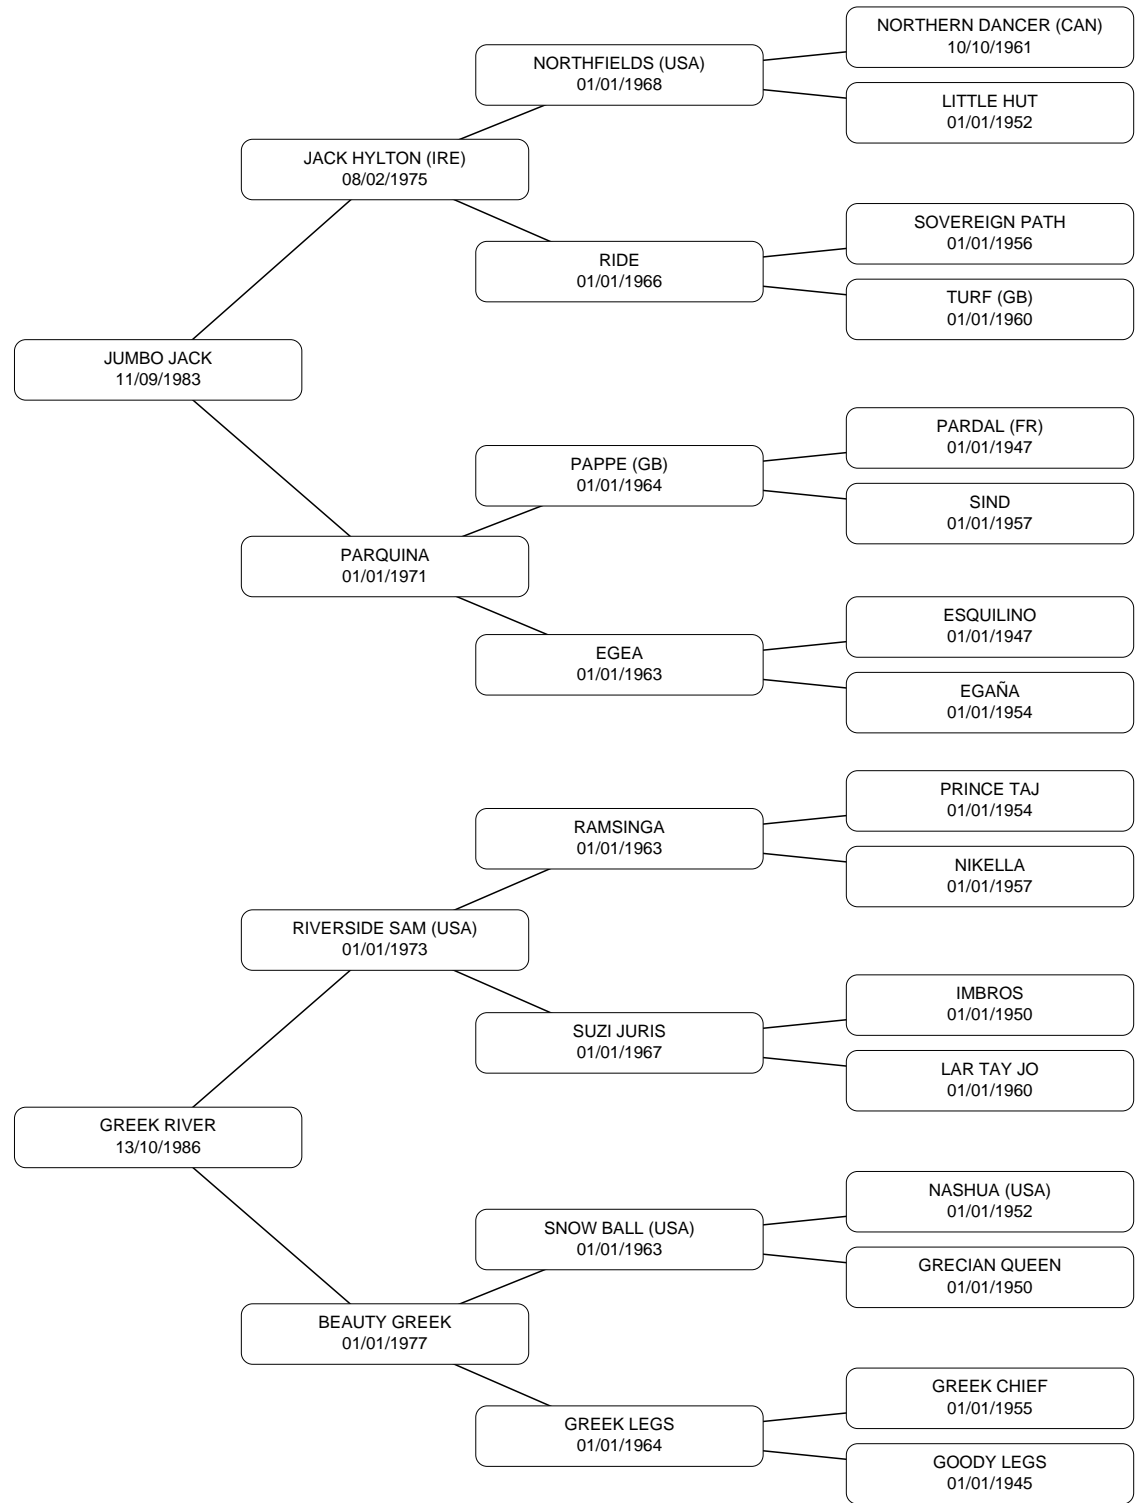 NORTHERN DANCER (CAN)
10/10/1961
NORTHFIELDS (USA)
01/01/1968
LITTLE HUT
01/01/1952
JACK HYLTON (IRE)
08/02/1975
SOVEREIGN PATH
01/01/1956
RIDE
01/01/1966
TURF (GB)
01/01/1960
JUMBO JACK
11/09/1983
PARDAL (FR)
01/01/1947
PAPPE (GB)
01/01/1964
SIND
01/01/1957
PARQUINA
01/01/1971
ESQUILINO
01/01/1947
EGEA
01/01/1963
EGAÑA
01/01/1954
PRINCE TAJ
01/01/1954
RAMSINGA
01/01/1963
NIKELLA
01/01/1957
RIVERSIDE SAM (USA)
01/01/1973
IMBROS
01/01/1950
SUZI JURIS
01/01/1967
LAR TAY JO
01/01/1960
GREEK RIVER
13/10/1986
NASHUA (USA)
01/01/1952
SNOW BALL (USA)
01/01/1963
GRECIAN QUEEN
01/01/1950
BEAUTY GREEK
01/01/1977
GREEK CHIEF
01/01/1955
GREEK LEGS
01/01/1964
GOODY LEGS
01/01/1945